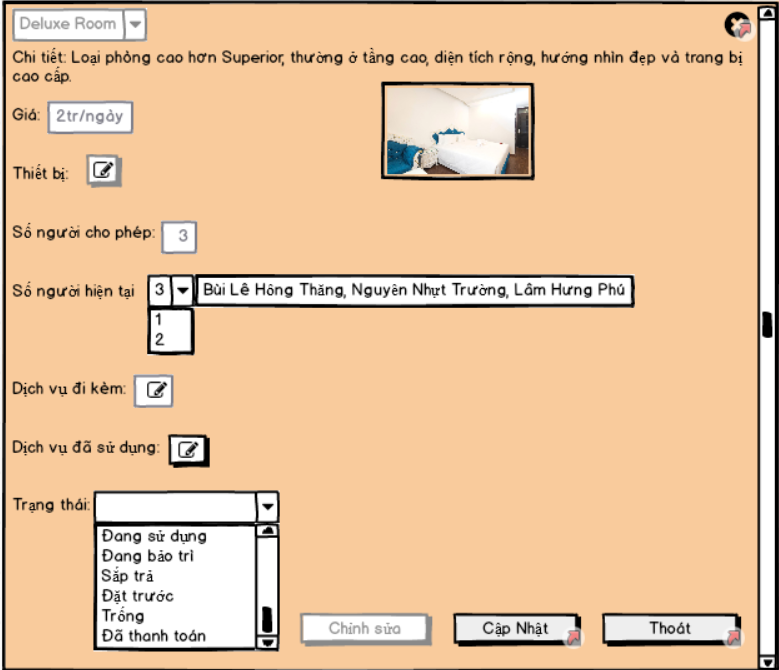 Deluxe Room
Chi tiết: Loại phòng cao hơn Superior, thường ở tầng cao, diện tích rộng, hướng nhìn đẹp và trang bị
cao cấp.
Giá: 2tr/ngày
Thiết bị:
Số người cho phép: 3
Số người hiện tại 3 Bùi Lê Hồng Thăng, Nguyên Nhựt Trường, Lâm Hưng Phú
1
2
Dịch vụ đi kèm:
Dịch vụ đã sử dụng:
Trạng thái:
Đang sử dụng
Đang bảo trì
Sắp trả
Đặt trước
Trống
Đã thanh toán
Chỉnh sửa Cập Nhật Thoát